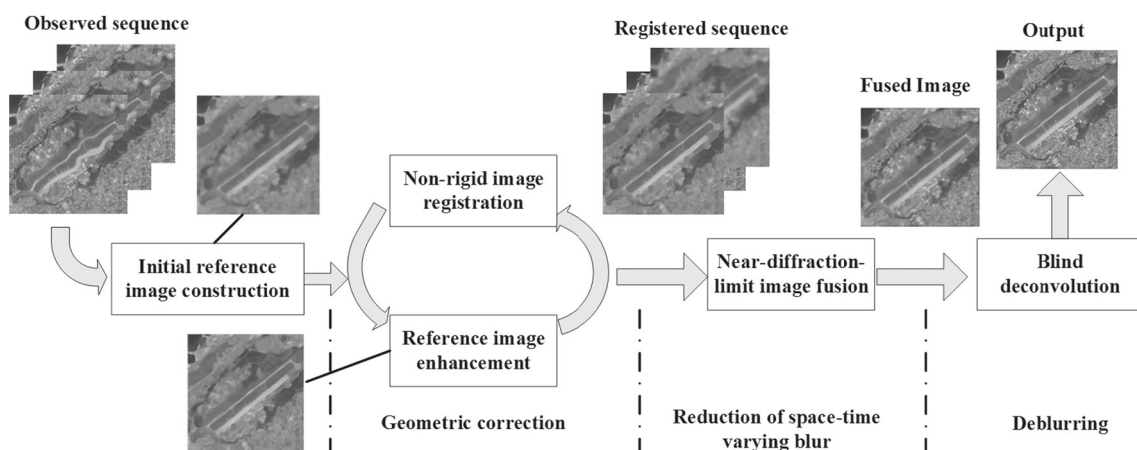 Observed sequence
Registered sequence
Output
Fused Image
Non-rigid image
registration
Initial reference
image construction
Near-diffraction-
limit image fusion
Blind
deconvolution
Reference image
enhancement
Geometric correction
Reduction of space-time
varying blur
Deblurring